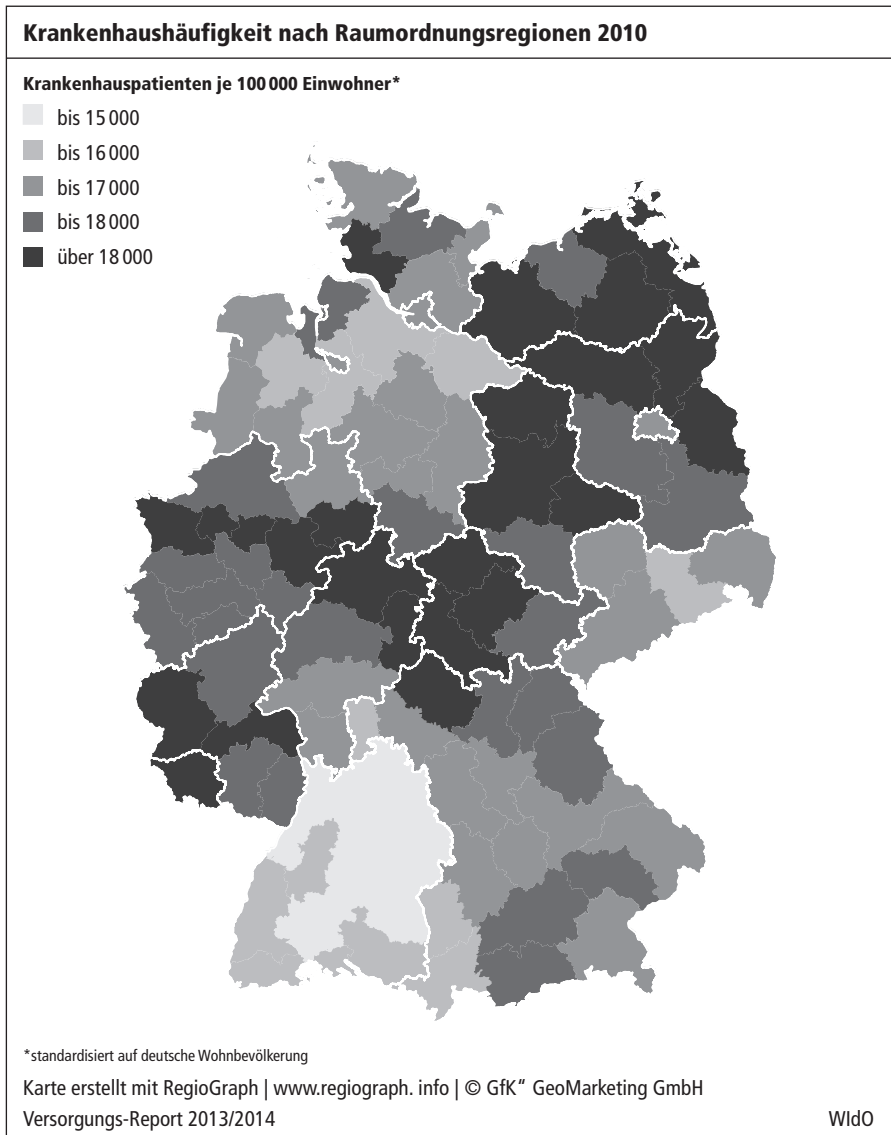 Krankenhaushäufigkeit nach Raumordnungsregionen 2010
Krankenhauspatienten je 100 000 Einwohner*
bis 15 000
bis 16 000
bis 17 000
bis 18 000
über 18 000
*standardisiert auf deutsche Wohnbevölkerung
Karte erstellt mit RegioGraph | www.regiograph. info | © GfK“ GeoMarketing GmbH
Versorgungs-Report 2013/2014 WIdO